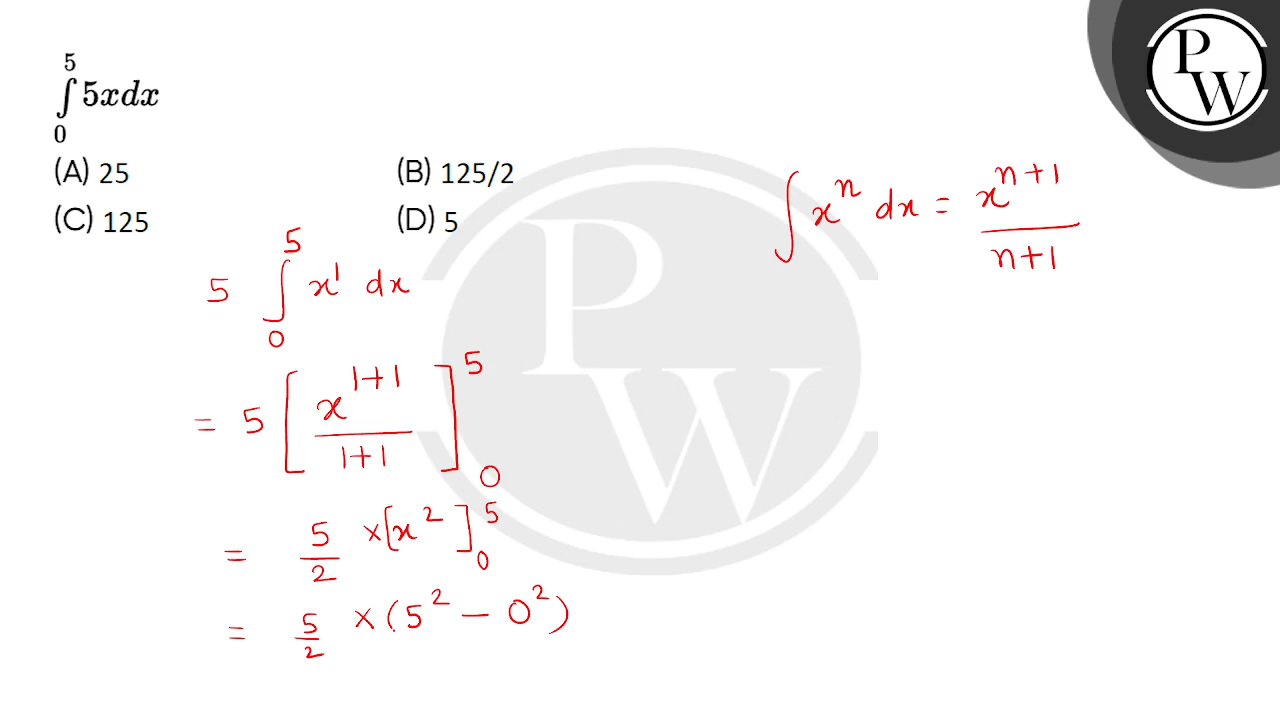 P W
∫₀⁵ 5xdx
(A) 25 (B) 125/2
(C) 125 (D) 5
∫ xⁿ dx = xⁿ⁺¹ / n+1
5 ∫₀⁵ x¹ dx
= 5 [ x¹⁺¹ / 1+1 ]₀⁵
= 5/2 × [x²]₀⁵
= 5/2 × (5² − 0²)
P W